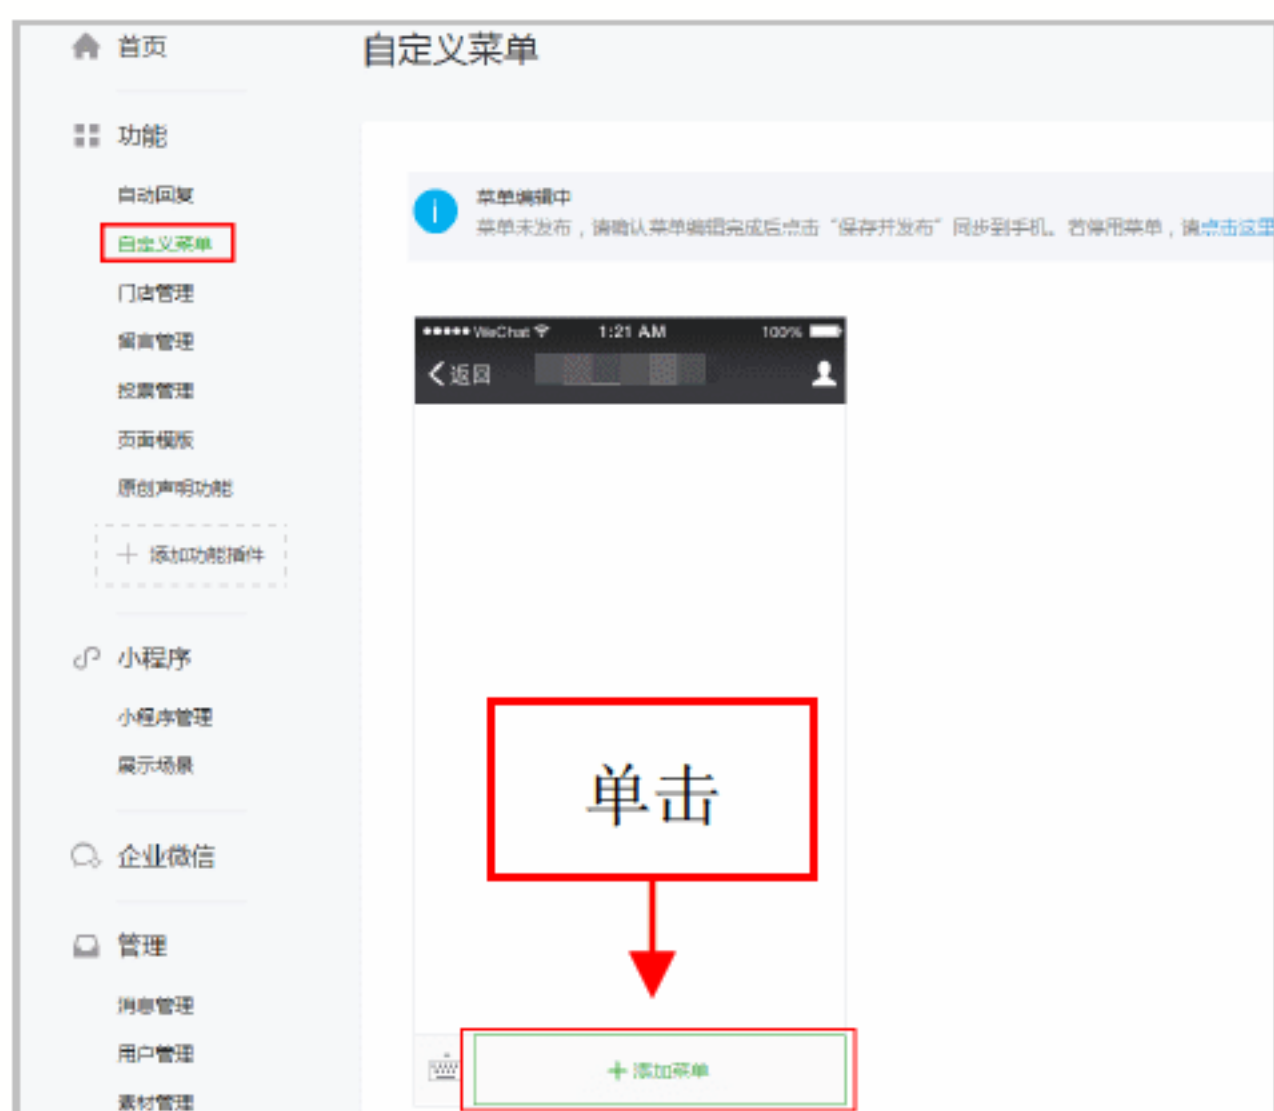 首页
自定义菜单
功能
自动回复
自定义菜单
门店管理
留言管理
投票管理
页面模版
原创声明功能
添加功能插件
小程序
小程序管理
展示场景
企业微信
管理
消息管理
用户管理
素材管理
菜单编辑中
菜单未发布，请确认菜单编辑完成后点击“保存并发布”同步到手机。若停用菜单，请点击这里
WeChat 1:21 AM 100%
返回
单击
+添加菜单